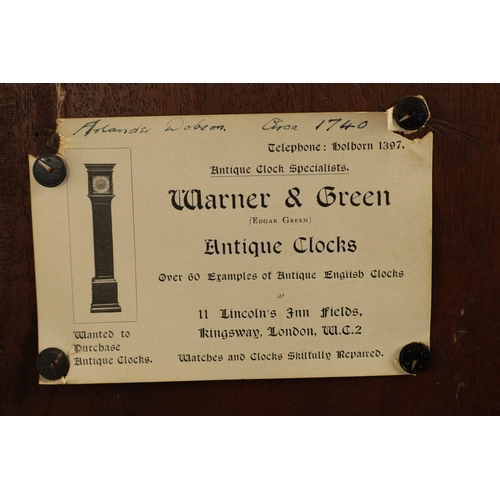 Arlander Dobson. Circa 1740
Telephone: Holborn 1397.
Antique Clock Specialists.
Warner & Green
(Edgar Green)
Antique Clocks
Over 60 Examples of Antique English Clocks
at
11 Lincoln's Inn Fields,
Kingsway, London, W.C.2
Watches and Clocks Skilfully Repaired.
Wanted to
Purchase
Antique Clocks.